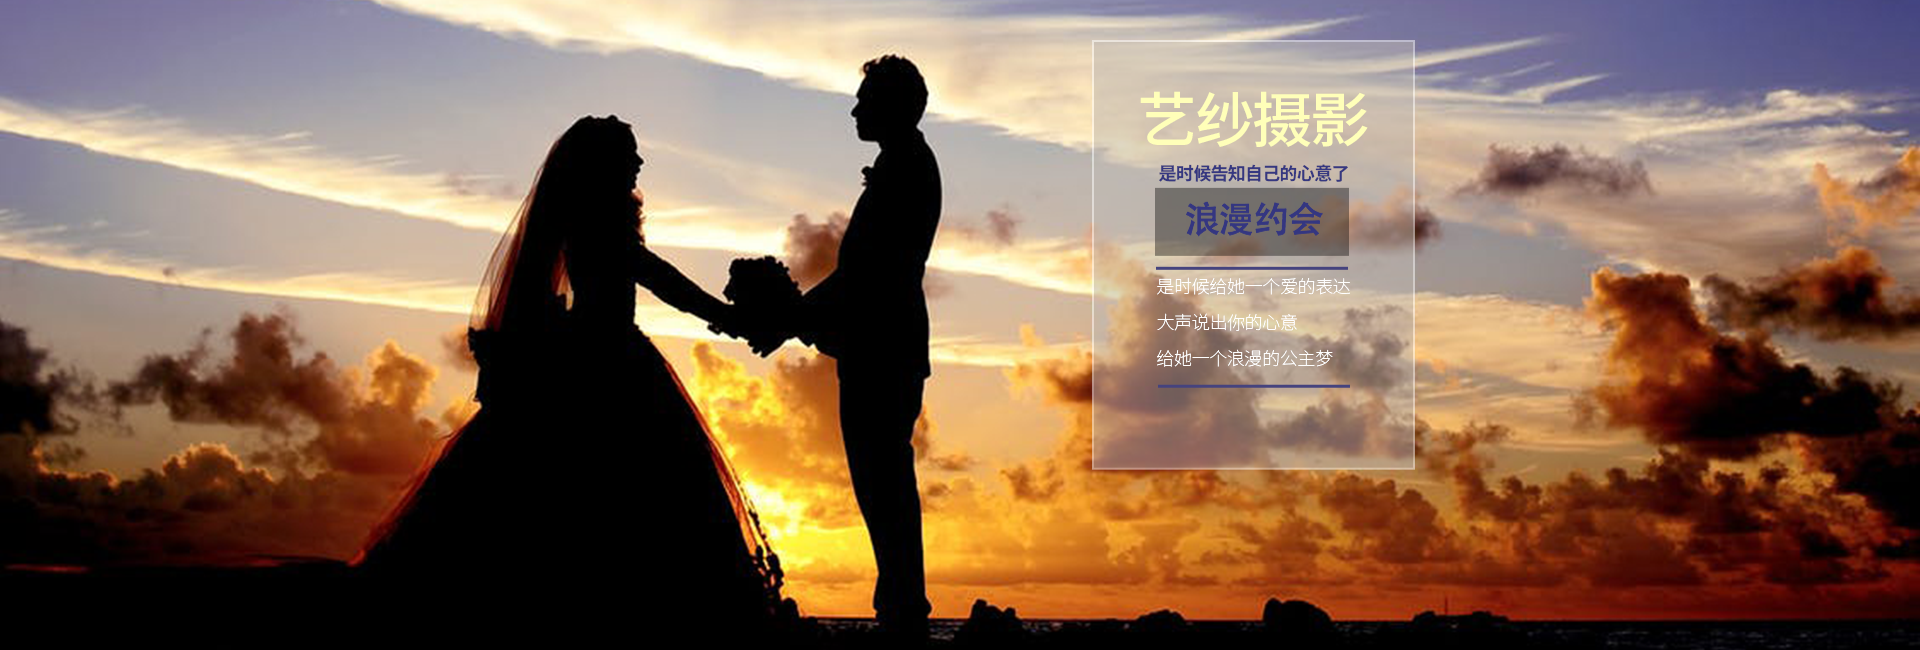 艺纱摄影
是时候告知自己的心意了
浪漫约会
是时候给她一个爱的表达
大声说出你的心意
给她一个浪漫的公主梦